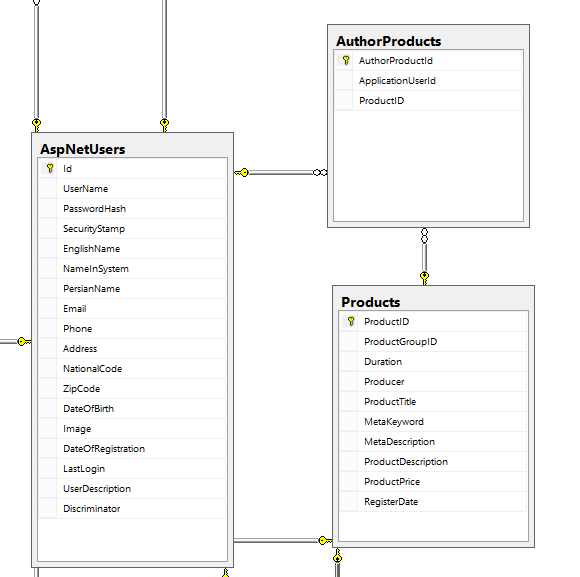 AuthorProducts
AuthorProductId
ApplicationUserId
ProductID
AspNetUsers
Id
UserName
PasswordHash
SecurityStamp
EnglishName
NameInSystem
PersianName
Email
Phone
Address
NationalCode
ZipCode
DateOfBirth
Image
DateOfRegistration
LastLogin
UserDescription
Discriminator
Products
ProductID
ProductGroupID
Duration
Producer
ProductTitle
MetaKeyword
MetaDescription
ProductDescription
ProductPrice
RegisterDate